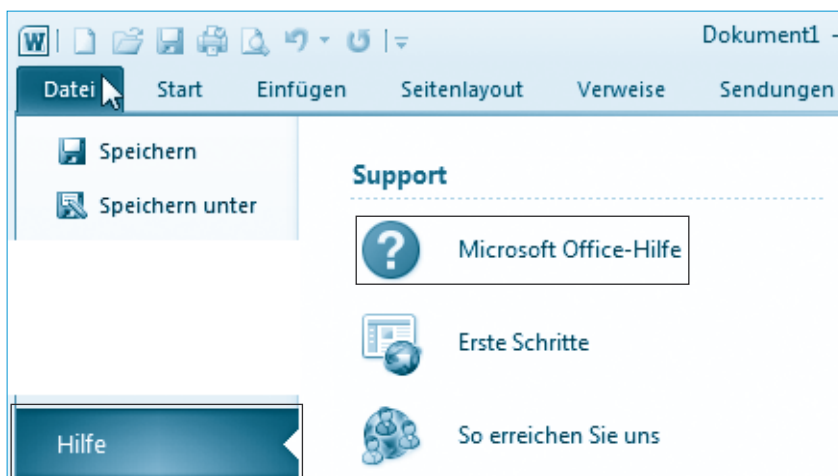 W
Dokument1 -
Datei Start Einfügen Seitenlayout Verweise Sendungen
Speichern
Speichern unter
Hilfe
Support
? Microsoft Office-Hilfe
Erste Schritte
So erreichen Sie uns